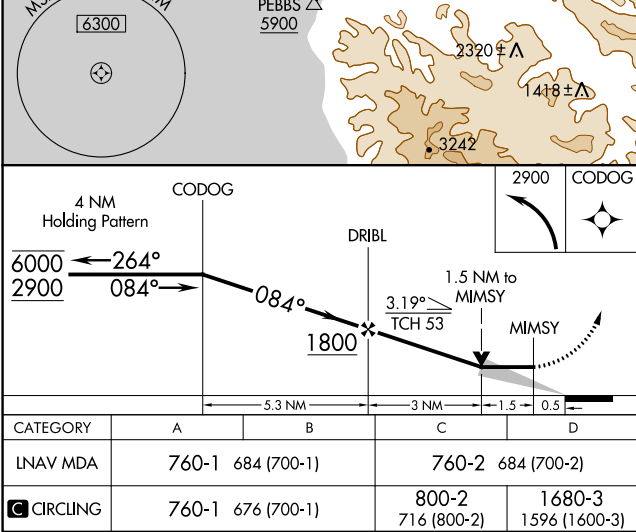 PEBBS
5900
6300
2320±
1418±
3242
CODOG
4 NM
Holding Pattern
6000
2900
264°
084°
084°
DRIBL
1800
3.19°
TCH 53
1.5 NM to
MIMSY
MIMSY
2900
CODOG
5.3 NM
3 NM
1.5
0.5
CATEGORY A B C D
LNAV MDA 760-1 684 (700-1) 760-2 684 (700-2)
C CIRCLING 760-1 676 (700-1) 800-2 716 (800-2) 1680-3 1596 (1600-3)